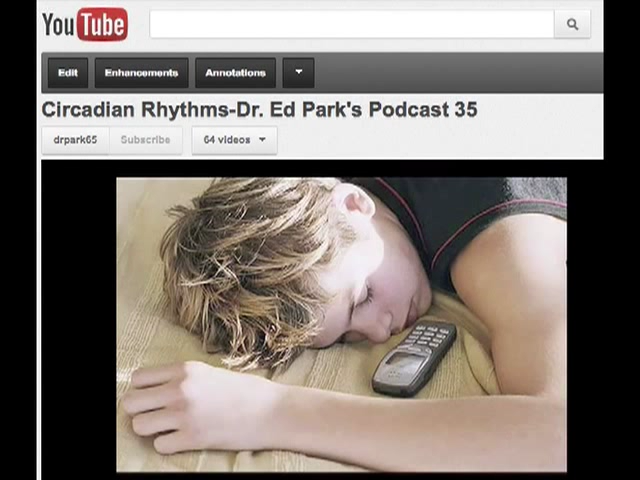 YouTube
Edit
Enhancements
Annotations
Circadian Rhythms-Dr. Ed Park's Podcast 35
drpark65
Subscribe
64 videos